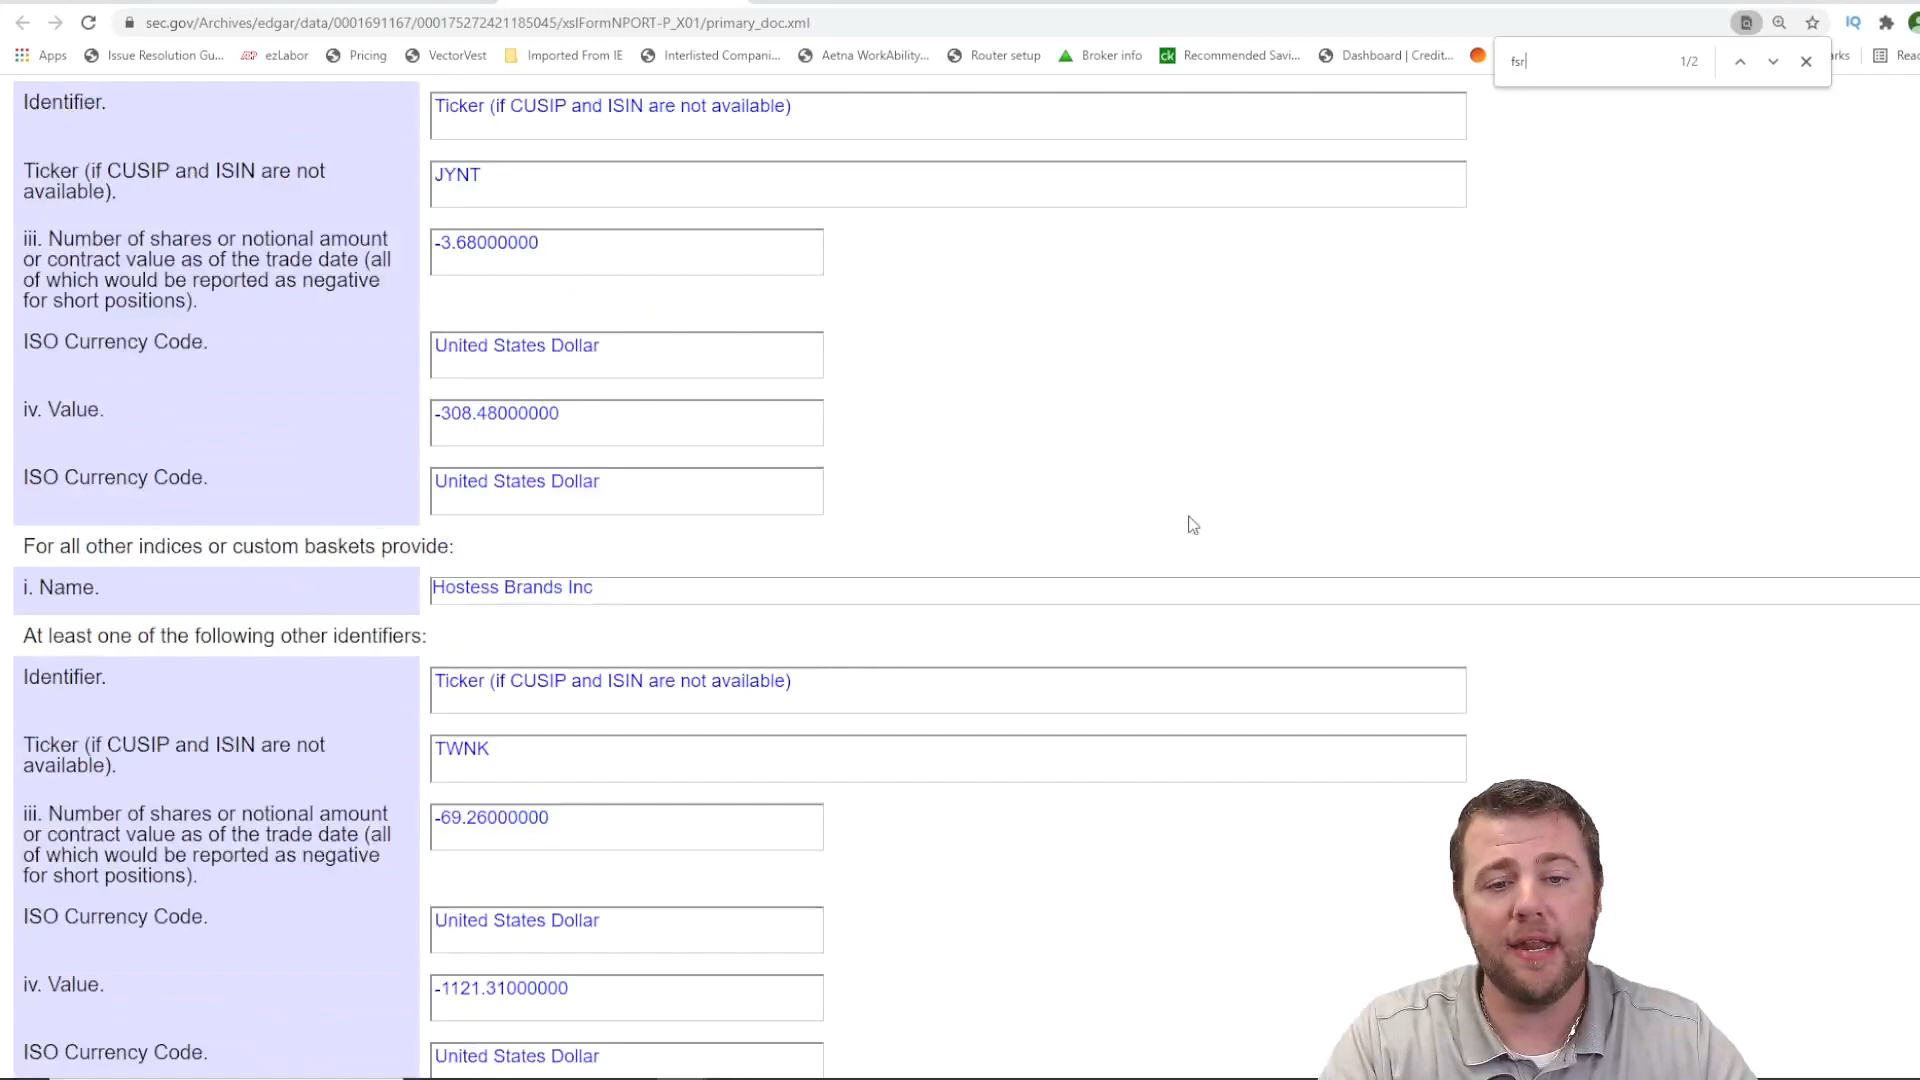 sec.gov/Archives/edgar/data/0001691167/000175272421185045/xslFormNPORT-P_X01/primary_doc.xml
Apps Issue Resolution Gu... ezLabor Pricing VectorVest Imported From IE Interlisted Compani... Aetna WorkAbility... Router setup Broker info ck Recommended Savi... Dashboard | Credit... rks Reac
fsr 1/2
IQ
Identifier. Ticker (if CUSIP and ISIN are not available)
Ticker (if CUSIP and ISIN are not JYNT
available).
iii. Number of shares or notional amount -3.68000000
or contract value as of the trade date (all
of which would be reported as negative
for short positions).
ISO Currency Code. United States Dollar
iv. Value. -308.48000000
ISO Currency Code. United States Dollar
For all other indices or custom baskets provide:
i. Name. Hostess Brands Inc
At least one of the following other identifiers:
Identifier. Ticker (if CUSIP and ISIN are not available)
Ticker (if CUSIP and ISIN are not TWNK
available).
iii. Number of shares or notional amount -69.26000000
or contract value as of the trade date (all
of which would be reported as negative
for short positions).
ISO Currency Code. United States Dollar
iv. Value. -1121.31000000
ISO Currency Code. United States Dollar